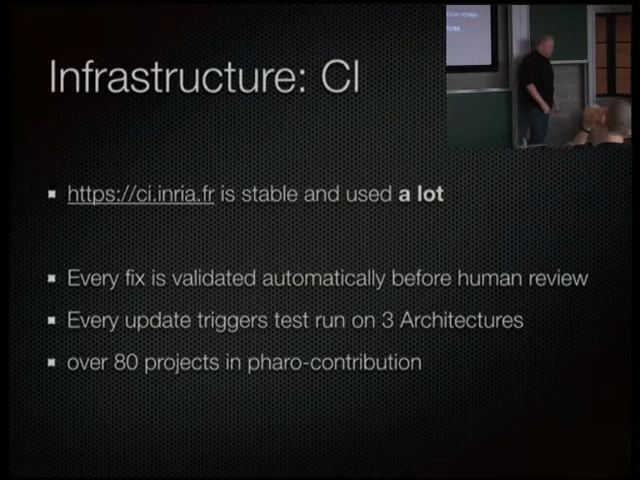 Infrastructure: CI
https://ci.inria.fr is stable and used a lot
Every fix is validated automatically before human review
Every update triggers test run on 3 Architectures
over 80 projects in pharo-contribution